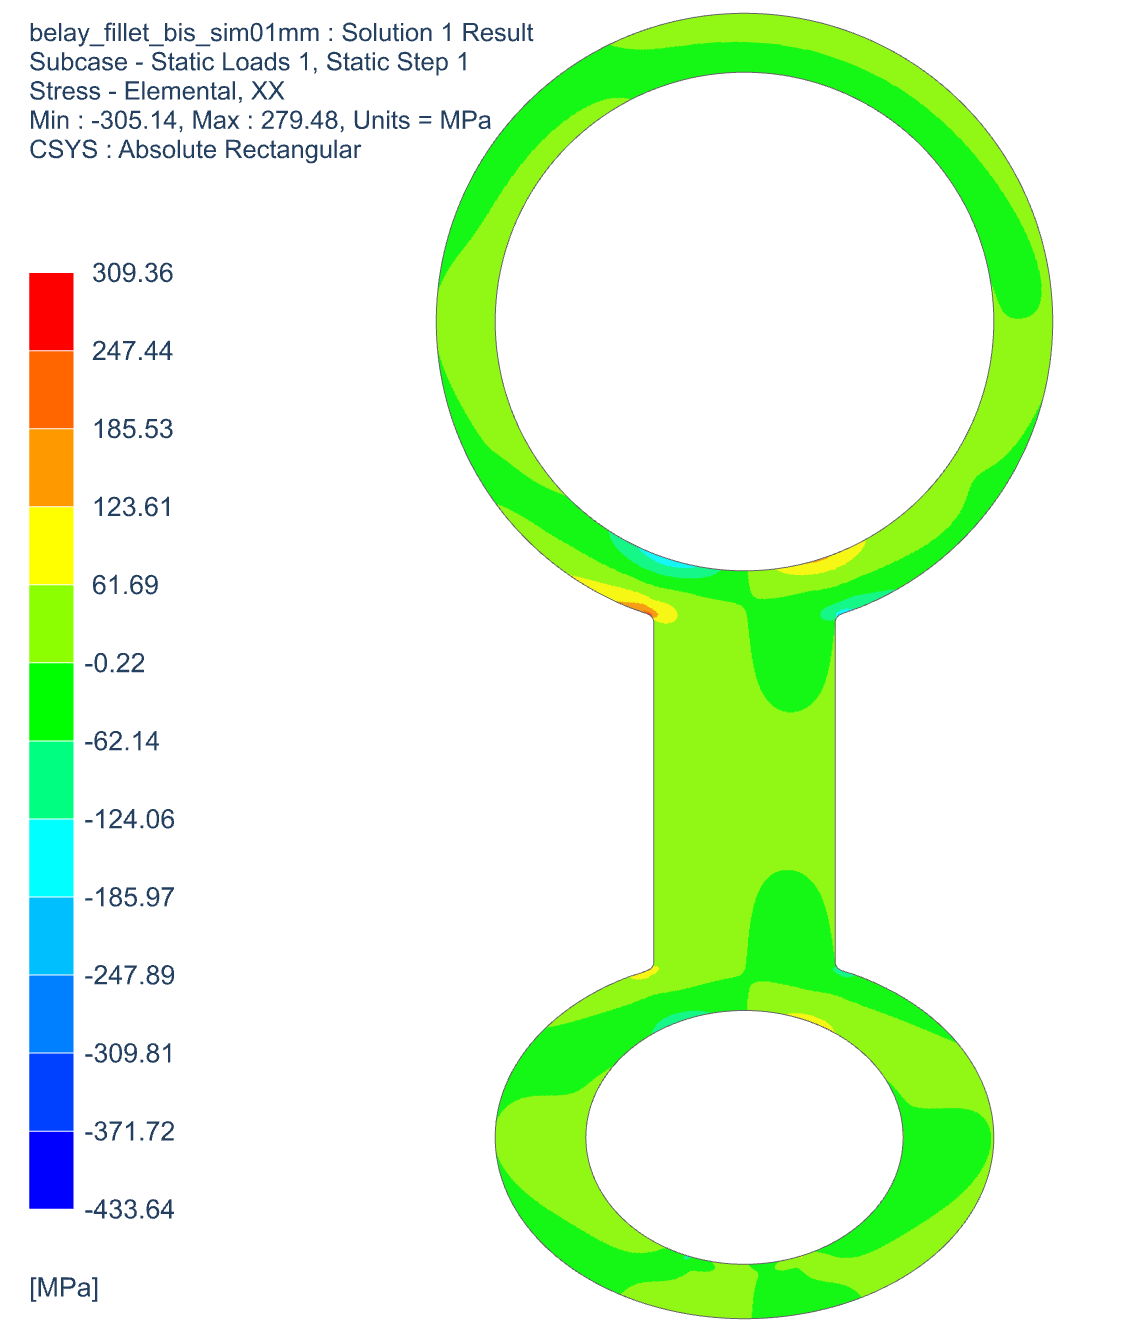 belay_fillet_bis_sim01mm : Solution 1 Result
Subcase - Static Loads 1, Static Step 1
Stress - Elemental, XX
Min : -305.14, Max : 279.48, Units = MPa
CSYS : Absolute Rectangular
309.36
247.44
185.53
123.61
61.69
-0.22
-62.14
-124.06
-185.97
-247.89
-309.81
-371.72
-433.64
[MPa]